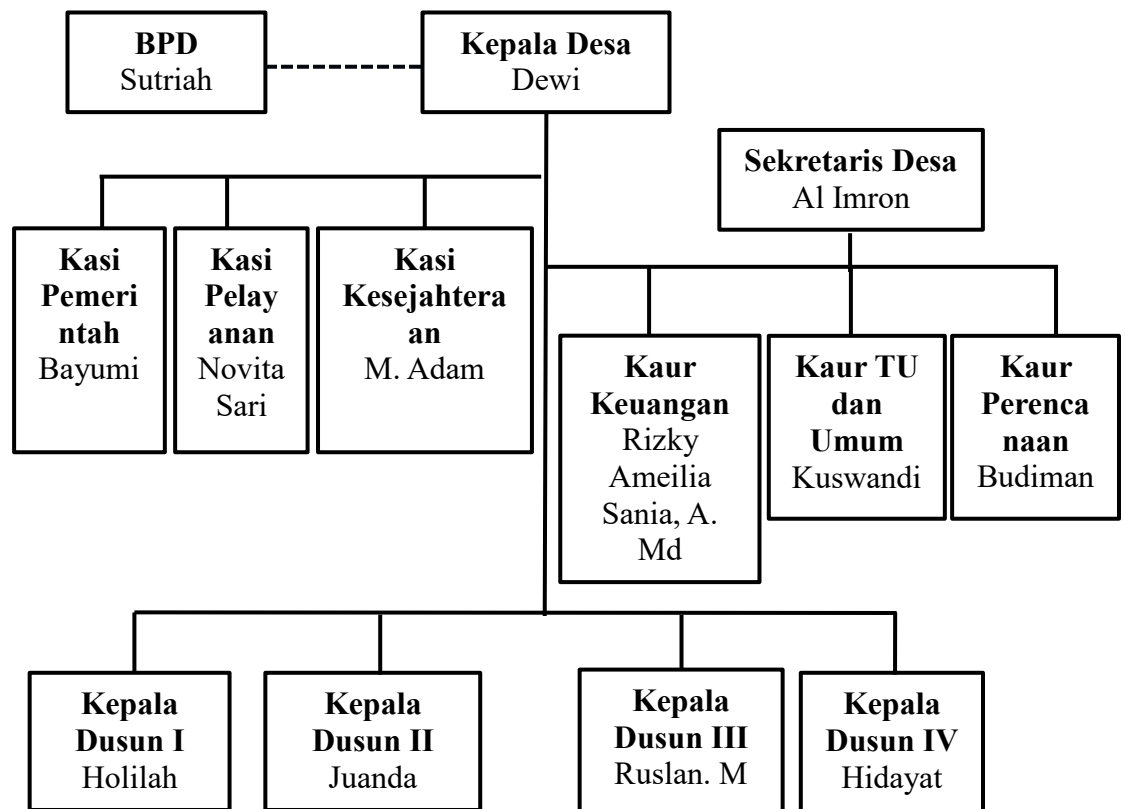 BPD
Sutriah
Kepala Desa
Dewi
Sekretaris Desa
Al Imron
Kasi
Pemeri
ntah
Bayumi
Kasi
Pelay
anan
Novita
Sari
Kasi
Kesejahtera
an
M. Adam
Kaur
Keuangan
Rizky
Ameilia
Sania, A.
Md
Kaur TU
dan
Umum
Kuswandi
Kaur
Perenca
naan
Budiman
Kepala
Dusun I
Holilah
Kepala
Dusun II
Juanda
Kepala
Dusun III
Ruslan. M
Kepala
Dusun IV
Hidayat